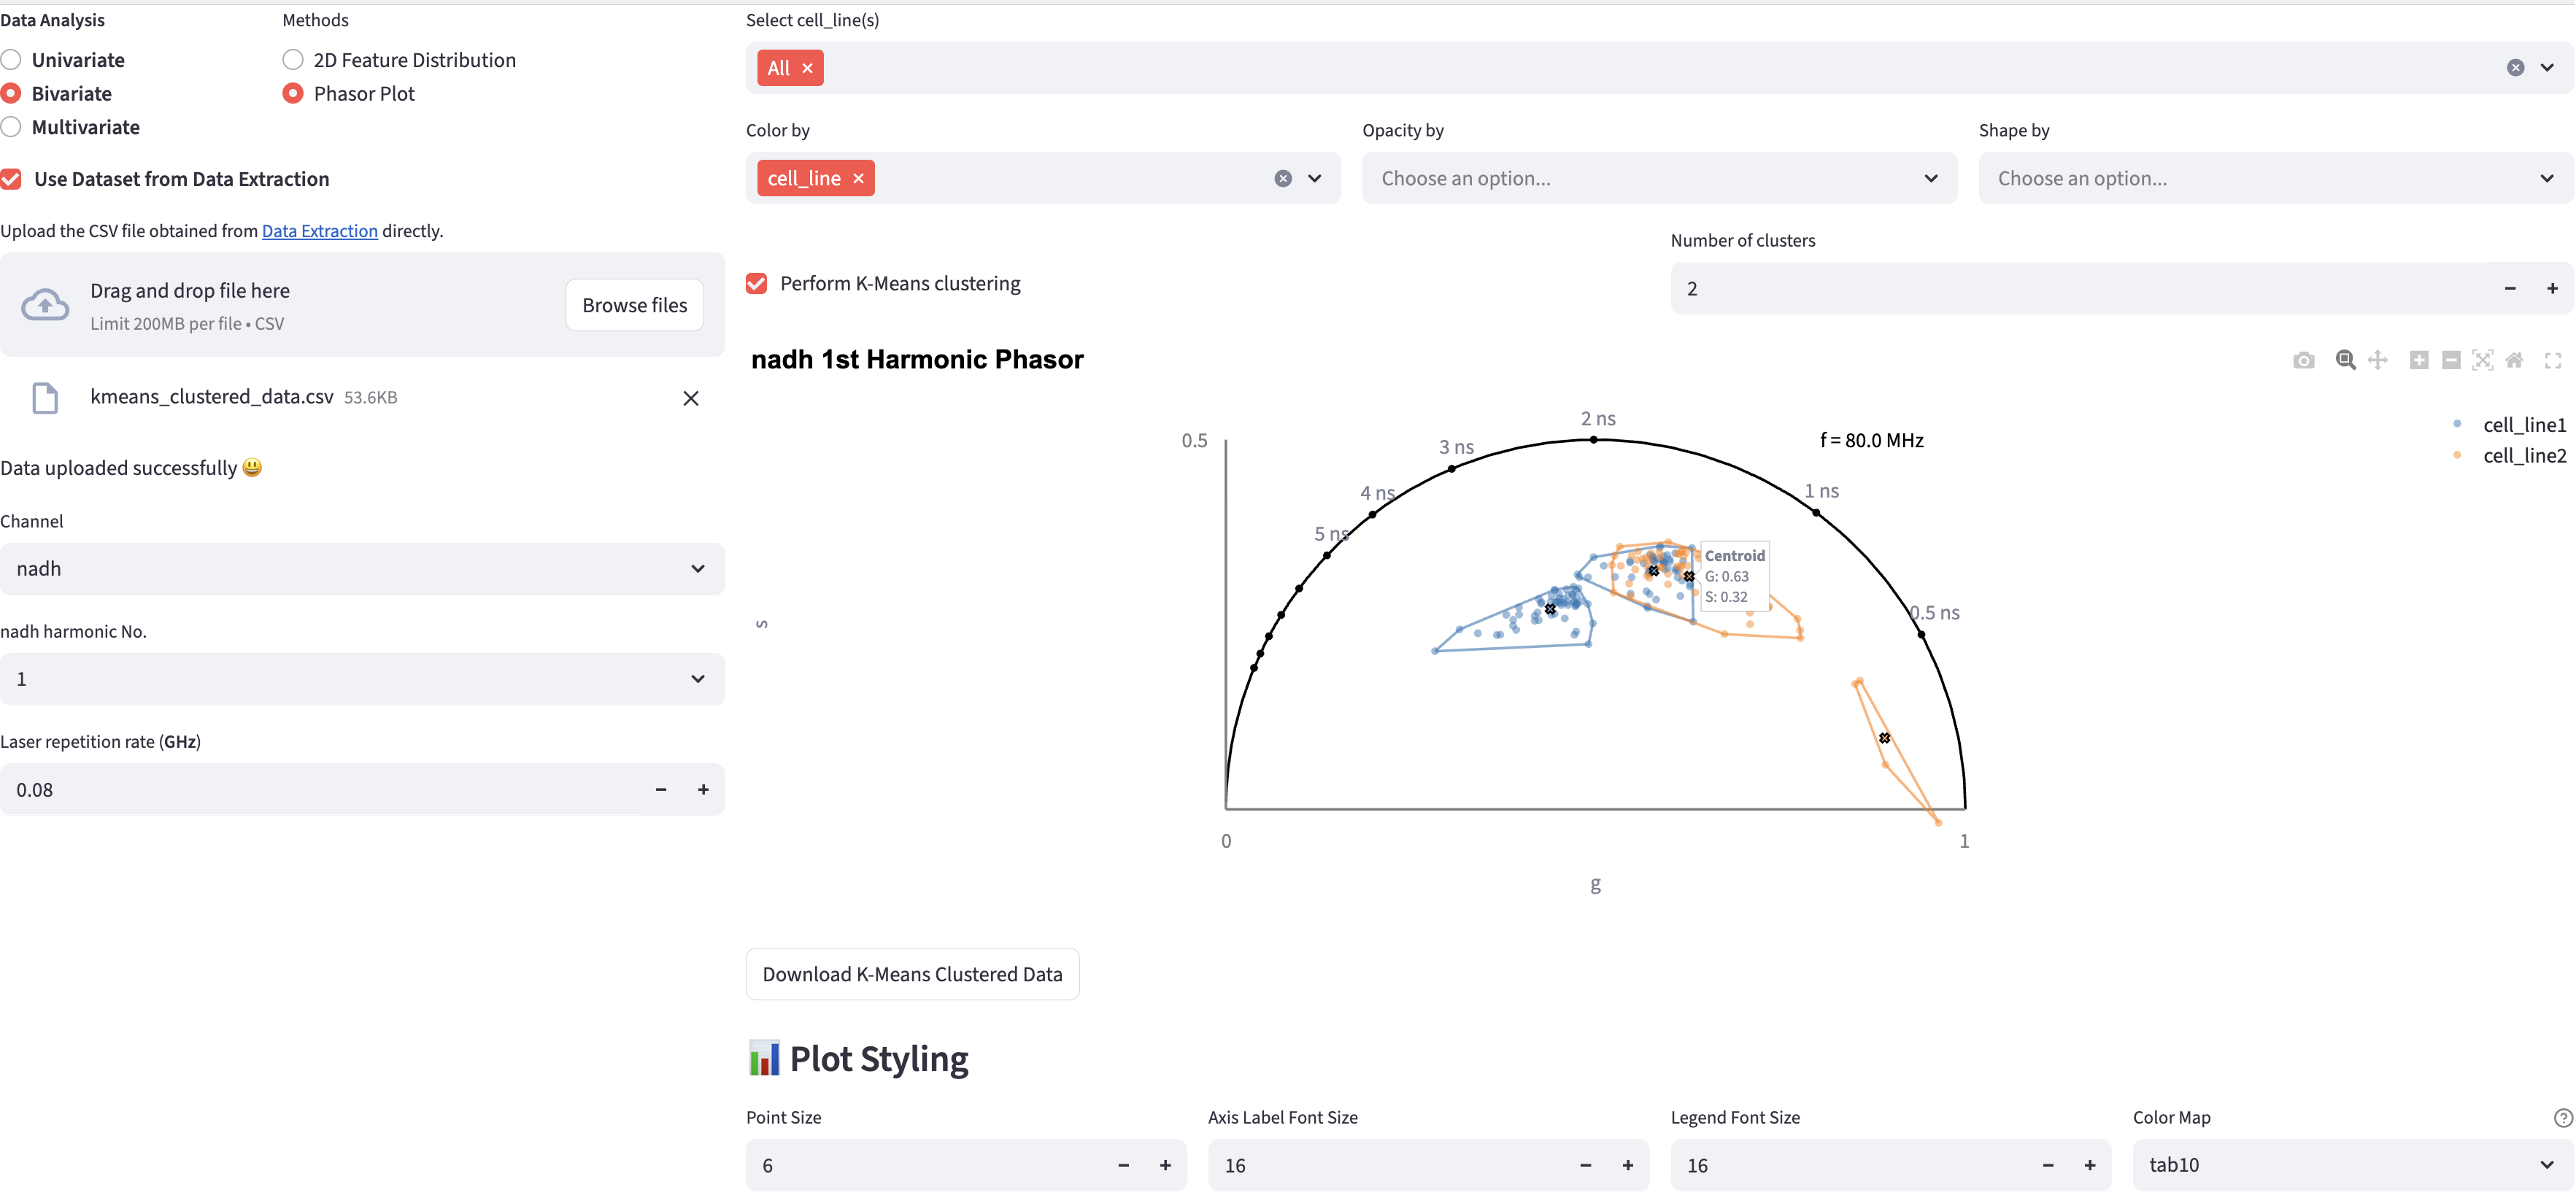 Data Analysis
Univariate
Bivariate
Multivariate
Methods
2D Feature Distribution
Phasor Plot
Use Dataset from Data Extraction
Upload the CSV file obtained from Data Extraction directly.
Drag and drop file here
Limit 200MB per file • CSV
Browse files
kmeans_clustered_data.csv 53.6KB
Data uploaded successfully 😃
Channel
nadh
nadh harmonic No.
1
Laser repetition rate (GHz)
0.08
Select cell_line(s)
All
Color by
cell_line
Opacity by
Choose an option...
Shape by
Choose an option...
Perform K-Means clustering
Number of clusters
2
nadh 1st Harmonic Phasor
cell_line1
cell_line2
f = 80.0 MHz
0.5
5 ns
4 ns
3 ns
2 ns
1 ns
0.5 ns
Centroid
G: 0.63
S: 0.32
s
0
1
g
Download K-Means Clustered Data
📊 Plot Styling
Point Size
6
Axis Label Font Size
16
Legend Font Size
16
Color Map
tab10